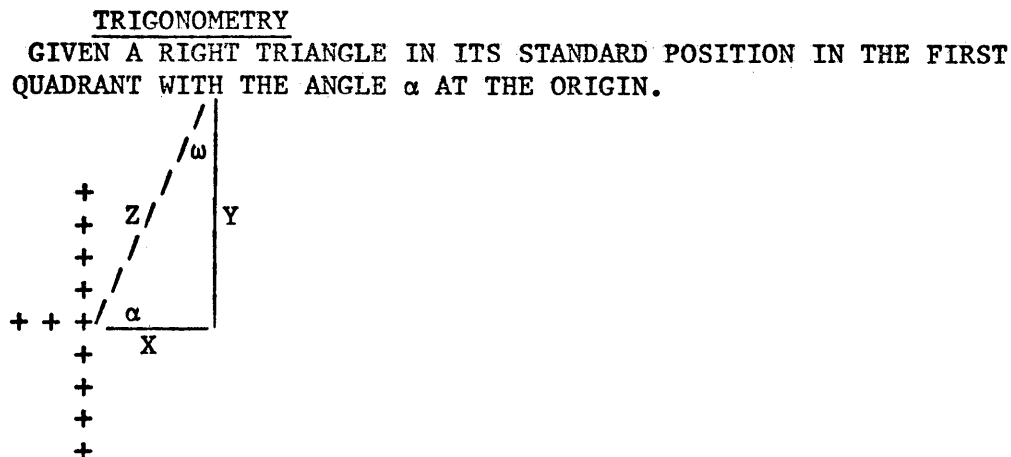 TRIGONOMETRY
GIVEN A RIGHT TRIANGLE IN ITS STANDARD POSITION IN THE FIRST
QUADRANT WITH THE ANGLE α AT THE ORIGIN.
ω
Z
Y
α
X